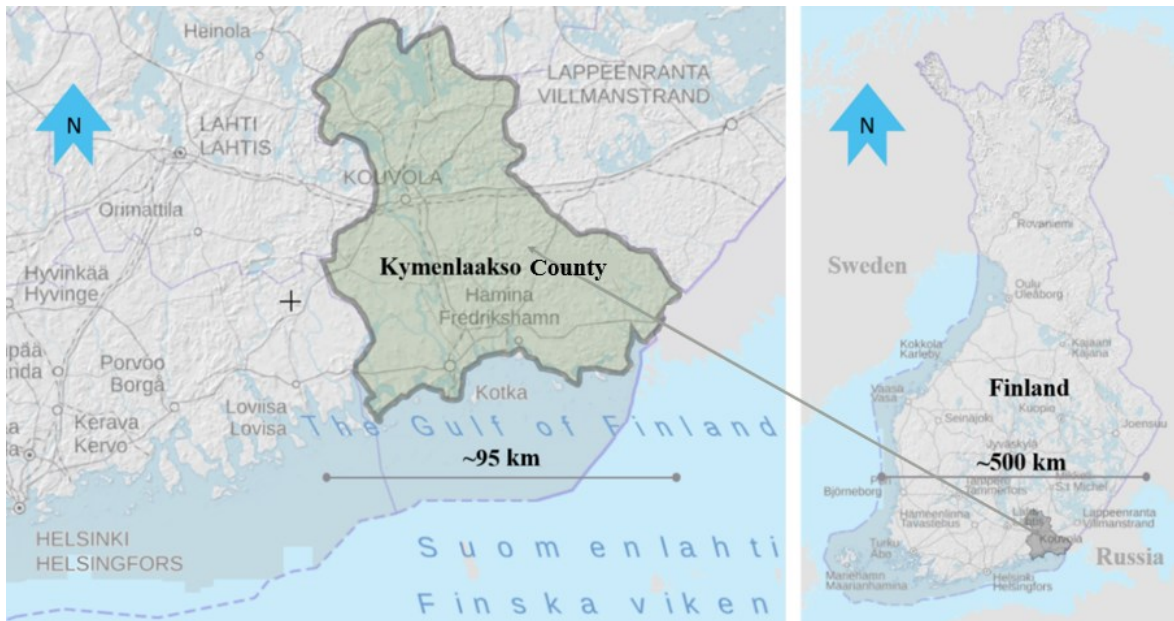 Heinola
LAPPEENRANTA
VILLMANSTRAND
N
LAHTI
LAHTIS
KOUVOLA
Orimattila
Kymenlaakso County
Hyvinkää
Hyvinge
Hamina
Fredrikshamn
Porvoo
Borgå
Kotka
Loviisa
Lovisa
Kerava
Kervo
The Gulf of Finland
~95 km
HELSINKI
HELSINGFORS
Suomenlahti
Finska viken
N
Rovaniemi
Sweden
Oulu
Uleåborg
Kokkola
Karleby
Kajaani
Kajana
Finland
Vaasa
Vasa
Kuopio
Seinäjoki
Joensuu
Jyväskylä
~500 km
Pori
Björneborg
Tampere
Tammerfors
S:t Michel
Hämeenlinna
Tavastehus
Lappeenranta
Villmanstrand
Kouvola
Turku
Åbo
Russia
Helsinki
Helsingfors
Mariehamn
Maarianhamina